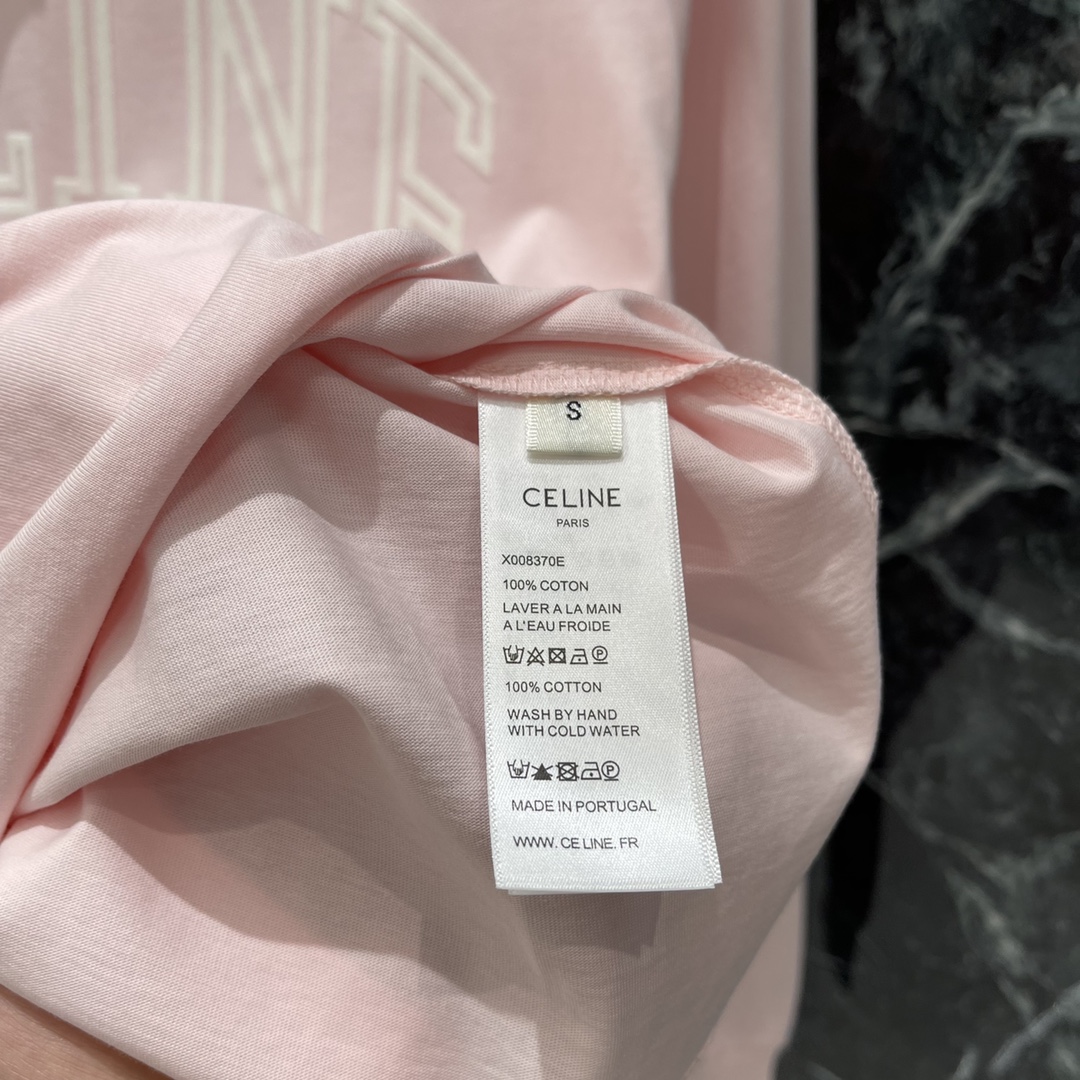 INE
S
CELINE
PARIS
X008370E
100% COTON
LAVER A LA MAIN
A L'EAU FROIDE
P
100% COTTON
WASH BY HAND
WITH COLD WATER
P
MADE IN PORTUGAL
WWW. CE LINE. FR